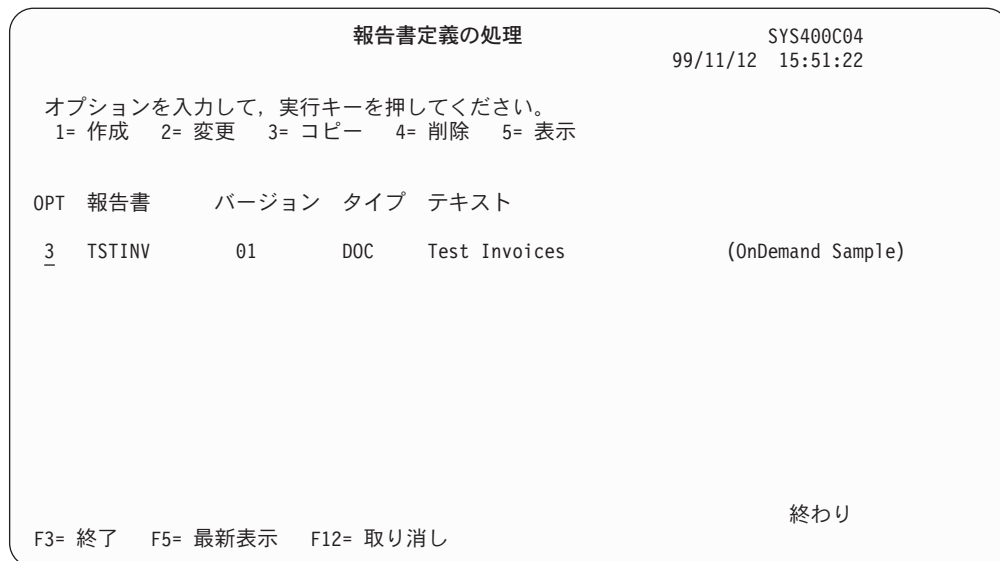 報告書定義の処理 SYS400C04
99/11/12 15:51:22
オプションを入力して，実行キーを押してください。
1= 作成 2= 変更 3= コピー 4= 削除 5= 表示
OPT 報告書 バージョン タイプ テキスト
3 TSTINV 01 DOC Test Invoices (OnDemand Sample)
終わり
F3= 終了 F5= 最新表示 F12= 取り消し